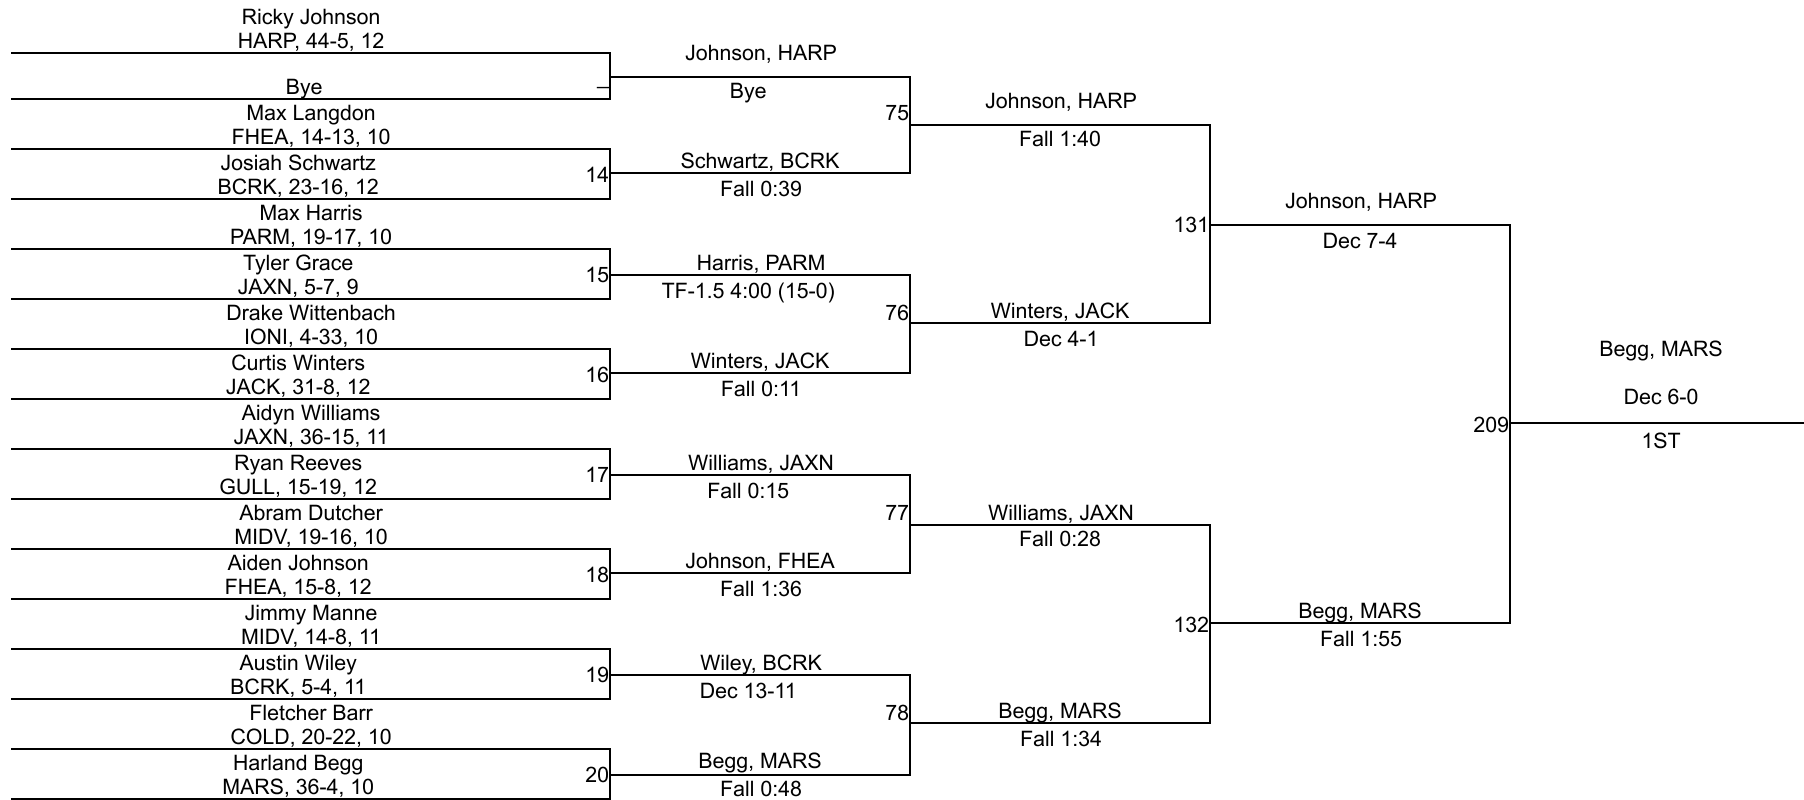 Ricky Johnson
HARP, 44-5, 12
Bye
–
Max Langdon
FHEA, 14-13, 10
Josiah Schwartz
BCRK, 23-16, 12
14
Max Harris
PARM, 19-17, 10
Tyler Grace
JAXN, 5-7, 9
15
Drake Wittenbach
IONI, 4-33, 10
Curtis Winters
JACK, 31-8, 12
16
Aidyn Williams
JAXN, 36-15, 11
Ryan Reeves
GULL, 15-19, 12
17
Abram Dutcher
MIDV, 19-16, 10
Aiden Johnson
FHEA, 15-8, 12
18
Jimmy Manne
MIDV, 14-8, 11
Austin Wiley
BCRK, 5-4, 11
19
Fletcher Barr
COLD, 20-22, 10
Harland Begg
MARS, 36-4, 10
20
Johnson, HARP
Bye
75
Schwartz, BCRK
Fall 0:39
Harris, PARM
TF-1.5 4:00 (15-0)
76
Winters, JACK
Fall 0:11
Williams, JAXN
Fall 0:15
77
Johnson, FHEA
Fall 1:36
Wiley, BCRK
Dec 13-11
78
Begg, MARS
Fall 0:48
Johnson, HARP
Fall 1:40
131
Winters, JACK
Dec 4-1
Williams, JAXN
Fall 0:28
132
Begg, MARS
Fall 1:34
Johnson, HARP
Dec 7-4
209
Begg, MARS
Fall 1:55
Begg, MARS
Dec 6-0
1ST